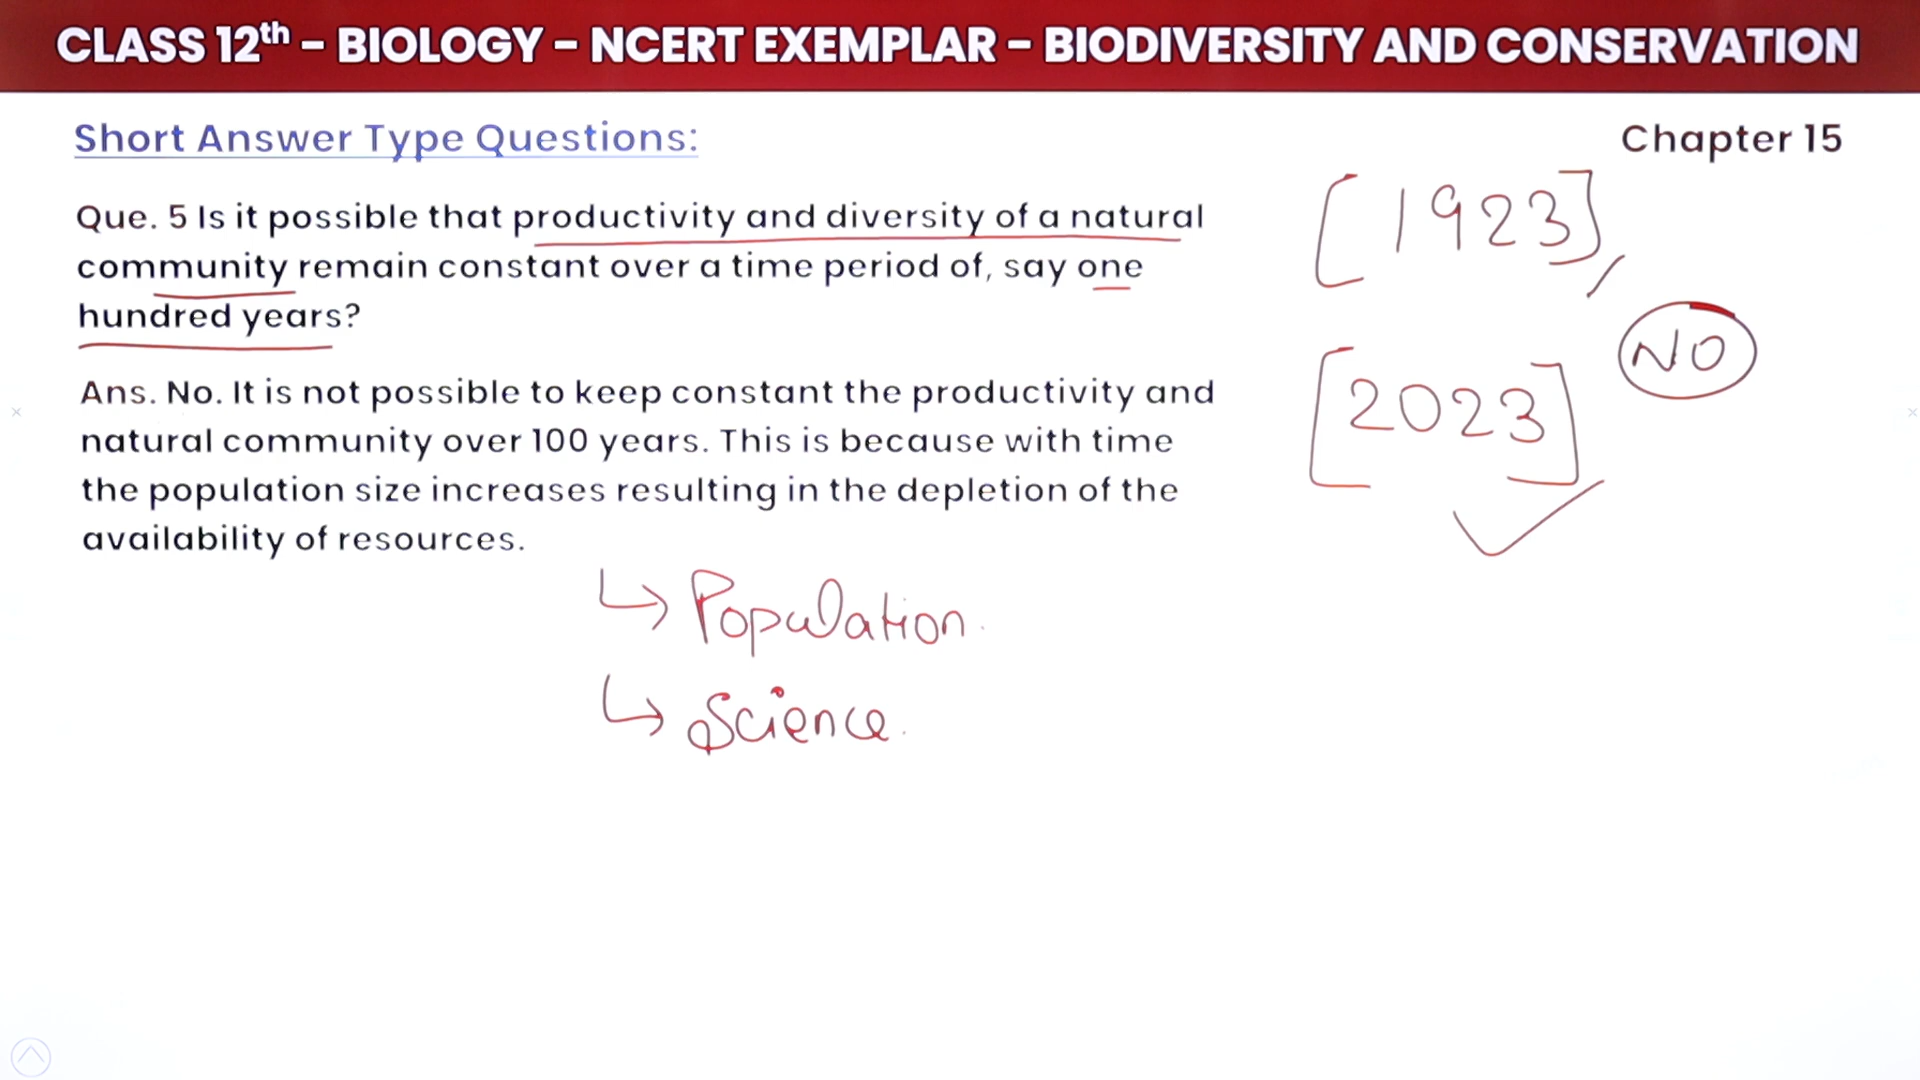 CLASS 12th – BIOLOGY – NCERT EXEMPLAR – BIODIVERSITY AND CONSERVATION
Short Answer Type Questions:
Chapter 15
Que. 5 Is it possible that productivity and diversity of a natural
community remain constant over a time period of, say one
hundred years?
[1923],
NO
[2023]
Ans. No. It is not possible to keep constant the productivity and
natural community over 100 years. This is because with time
the population size increases resulting in the depletion of the
availability of resources.
↳ Population.
↳ Science.